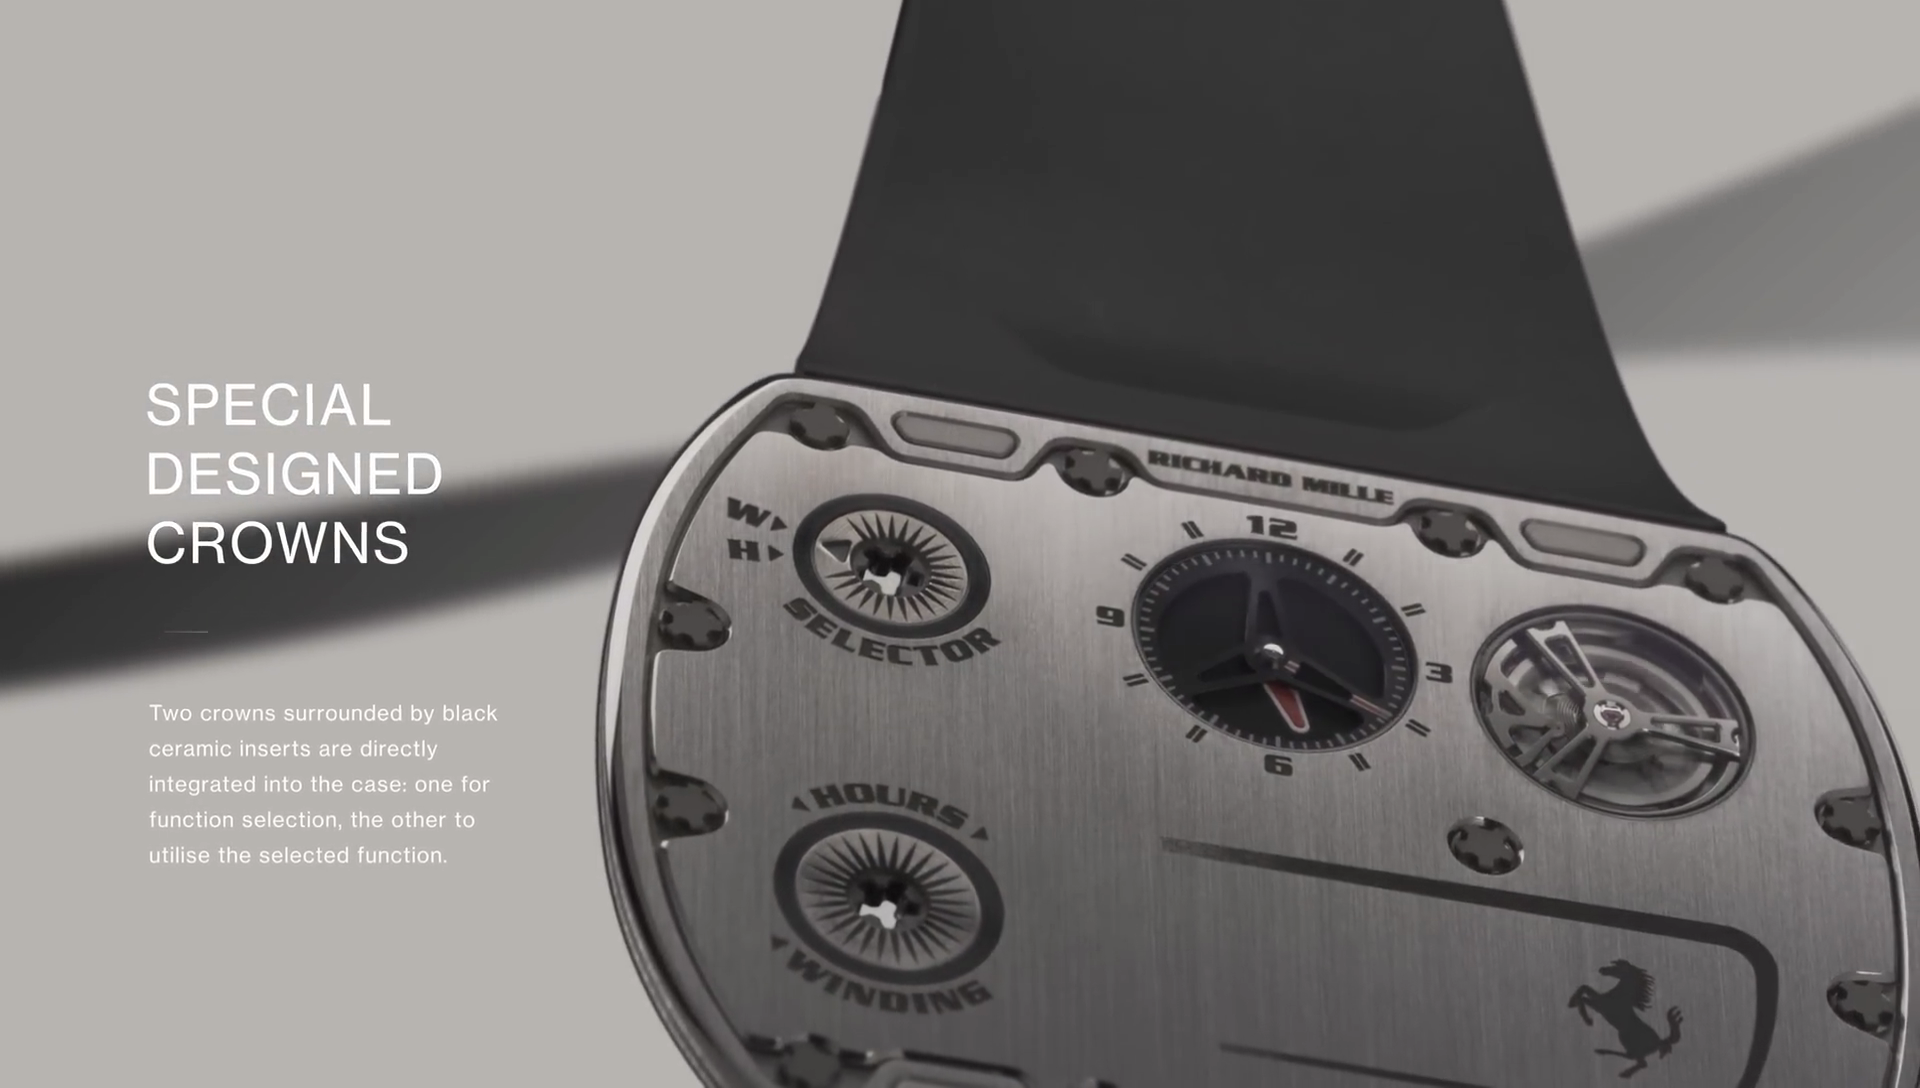 SPECIAL
DESIGNED
CROWNS
Two crowns surrounded by black
ceramic inserts are directly
integrated into the case: one for
function selection, the other to
utilise the selected function.
RICHARD MILLE
W
H
SELECTOR
12
9
3
6
HOURS
WINDING